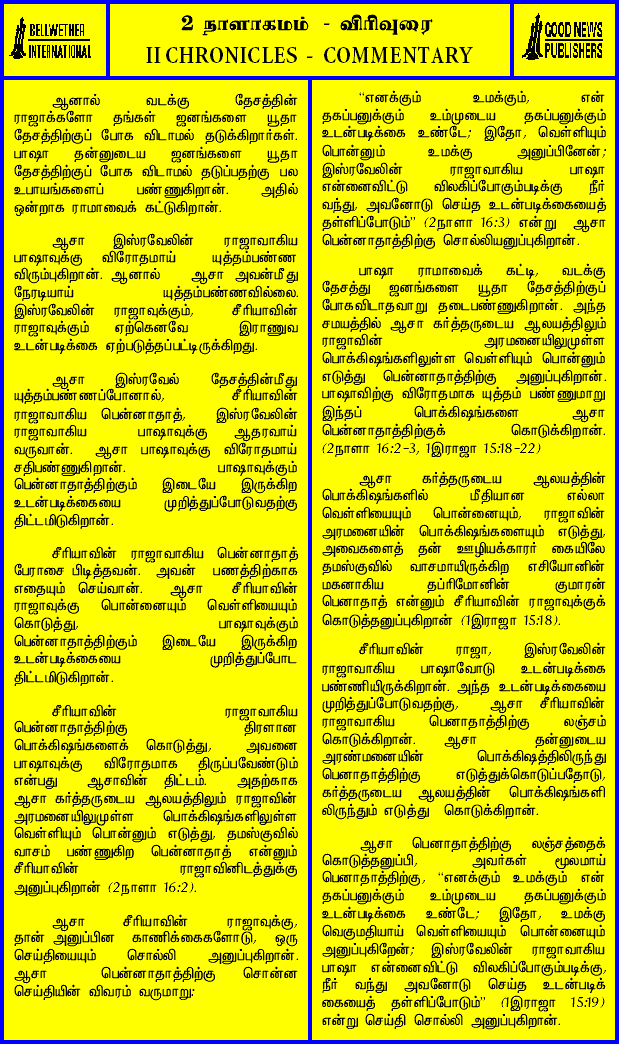 BELLWETHER
INTERNATIONAL
2 நாளாகமம் - விரிவுரை
II CHRONICLES - COMMENTARY
GOOD NEWS
PUBLISHERS
ஆனால் வடக்கு தேசத்தின்
ராஜாக்களோ தங்கள் ஜனங்களை யூதா
தேசத்திற்குப் போக விடாமல் தடுக்கிறார்கள்.
பாஷா தன்னுடைய ஜனங்களை யூதா
தேசத்திற்குப் போக விடாமல் தடுப்பதற்கு பல
உபாயங்களைப் பண்ணுகிறான். அதில்
ஒன்றாக ராமாவைக் கட்டுகிறான்.
ஆசா இஸ்ரவேலின் ராஜாவாகிய
பாஷாவுக்கு விரோதமாய் யுத்தம்பண்ண
விரும்புகிறான். ஆனால் ஆசா அவன்மீது
நேரடியாய் யுத்தம்பண்ணவில்லை.
இஸ்ரவேலின் ராஜாவுக்கும், சீரியாவின்
ராஜாவுக்கும் ஏற்கெனவே இராணுவ
உடன்படிக்கை ஏற்படுத்தப்பட்டிருக்கிறது.
ஆசா இஸ்ரவேல் தேசத்தின்மீது
யுத்தம்பண்ணப்போனால், சீரியாவின்
ராஜாவாகிய பென்னாதாத், இஸ்ரவேலின்
ராஜாவாகிய பாஷாவுக்கு ஆதரவாய்
வருவான். ஆசா பாஷாவுக்கு விரோதமாய்
சதிபண்ணுகிறான். பாஷாவுக்கும்
பென்னாதாத்திற்கும் இடையே இருக்கிற
உடன்படிக்கையை முறித்துப்போடுவதற்கு
திட்டமிடுகிறான்.
சீரியாவின் ராஜாவாகிய பென்னாதாத்
பேராசை பிடித்தவன். அவன் பணத்திற்காக
எதையும் செய்வான். ஆசா சீரியாவின்
ராஜாவுக்கு பொன்னையும் வெள்ளியையும்
கொடுத்து, பாஷாவுக்கும்
பென்னாதாத்திற்கும் இடையே இருக்கிற
உடன்படிக்கையை முறித்துப்போட
திட்டமிடுகிறான்.
சீரியாவின் ராஜாவாகிய
பென்னாதாத்திற்கு திரளான
பொக்கிஷங்களைக் கொடுத்து, அவனை
பாஷாவுக்கு விரோதமாக திருப்பவேண்டும்
என்பது ஆசாவின் திட்டம். அதற்காக
ஆசா கர்த்தருடைய ஆலயத்திலும் ராஜாவின்
அரமனையிலுமுள்ள பொக்கிஷங்களிலுள்ள
வெள்ளியும் பொன்னும் எடுத்து, தமஸ்குவில்
வாசம் பண்ணுகிற பென்னாதாத் என்னும்
சீரியாவின் ராஜாவினிடத்துக்கு
அனுப்புகிறான் (2நாளா 16:2).
ஆசா சீரியாவின் ராஜாவுக்கு,
தான் அனுப்பின காணிக்கைகளோடு, ஒரு
செய்தியையும் சொல்லி அனுப்புகிறான்.
ஆசா பென்னாதாத்திற்கு சொன்ன
செய்தியின் விவரம் வருமாறு:
“எனக்கும் உமக்கும், என்
தகப்பனுக்கும் உம்முடைய தகப்பனுக்கும்
உடன்படிக்கை உண்டே; இதோ, வெள்ளியும்
பொன்னும் உமக்கு அனுப்பினேன்;
இஸ்ரவேலின் ராஜாவாகிய பாஷா
என்னைவிட்டு விலகிப்போகும்படிக்கு நீர்
வந்து, அவனோடு செய்த உடன்படிக்கையைத்
தள்ளிப்போடும்” (2நாளா 16:3) என்று ஆசா
பென்னாதாத்திற்கு சொல்லியனுப்புகிறான்.
பாஷா ராமாவைக் கட்டி, வடக்கு
தேசத்து ஜனங்களை யூதா தேசத்திற்குப்
போகவிடாதவாறு தடைபண்ணுகிறான். அந்த
சமயத்தில் ஆசா கர்த்தருடைய ஆலயத்திலும்
ராஜாவின் அரமனையிலுமுள்ள
பொக்கிஷங்களிலுள்ள வெள்ளியும் பொன்னும்
எடுத்து பென்னாதாத்திற்கு அனுப்புகிறான்.
பாஷாவிற்கு விரோதமாக யுத்தம் பண்ணுமாறு
இந்தப் பொக்கிஷங்களை ஆசா
பென்னாதாத்திற்குக் கொடுக்கிறான்.
(2நாளா 16:2-3, 1இராஜா 15:18-22)
ஆசா கர்த்தருடைய ஆலயத்தின்
பொக்கிஷங்களில் மீதியான எல்லா
வெள்ளியையும் பொன்னையும், ராஜாவின்
அரமனையின் பொக்கிஷங்களையும் எடுத்து,
அவைகளைத் தன் ஊழியக்காரர் கையிலே
தமஸ்குவில் வாசமாயிருக்கிற எசியோனின்
மகனாகிய தப்ரிமோனின் குமாரன்
பெனாதாத் என்னும் சீரியாவின் ராஜாவுக்குக்
கொடுத்தனுப்புகிறான் (1இராஜா 15:18).
சீரியாவின் ராஜா, இஸ்ரவேலின்
ராஜாவாகிய பாஷாவோடு உடன்படிக்கை
பண்ணியிருக்கிறான். அந்த உடன்படிக்கையை
முறித்துப்போடுவதற்கு, ஆசா சீரியாவின்
ராஜாவாகிய பெனாதாத்திற்கு லஞ்சம்
கொடுக்கிறான். ஆசா தன்னுடைய
அரண்மனையின் பொக்கிஷத்திலிருந்து
பெனாதாத்திற்கு எடுத்துக்கொடுப்பதோடு,
கர்த்தருடைய ஆலயத்தின் பொக்கிஷங்களி
லிருந்தும் எடுத்து கொடுக்கிறான்.
ஆசா பெனாதாத்திற்கு லஞ்சத்தைக்
கொடுத்தனுப்பி, அவர்கள் மூலமாய்
பெனாதாத்திற்கு, “எனக்கும் உமக்கும் என்
தகப்பனுக்கும் உம்முடைய தகப்பனுக்கும்
உடன்படிக்கை உண்டே; இதோ, உமக்கு
வெகுமதியாய் வெள்ளியையும் பொன்னையும்
அனுப்புகிறேன்; இஸ்ரவேலின் ராஜாவாகிய
பாஷா என்னைவிட்டு விலகிப்போகும்படிக்கு,
நீர் வந்து அவனோடு செய்த உடன்படிக்
கையைத் தள்ளிப்போடும்” (1இராஜா 15:19)
என்று செய்தி சொல்லி அனுப்புகிறான்.